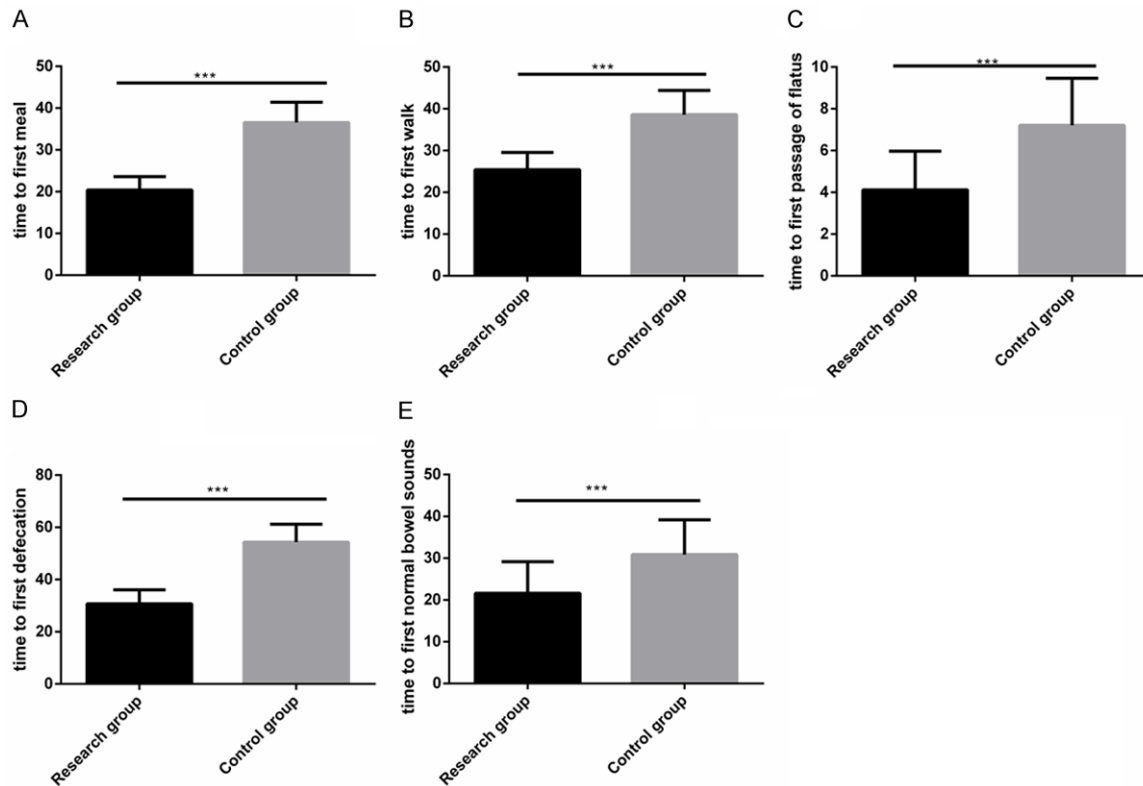 A
time to first meal
50
40
30
20
10
0
***
Research group
Control group
B
time to first walk
50
40
30
20
10
0
***
Research group
Control group
C
time to first passage of flatus
10
8
6
4
2
0
***
Research group
Control group
D
time to first defecation
80
60
40
20
0
***
Research group
Control group
E
time to first normal bowel sounds
50
40
30
20
10
0
***
Research group
Control group